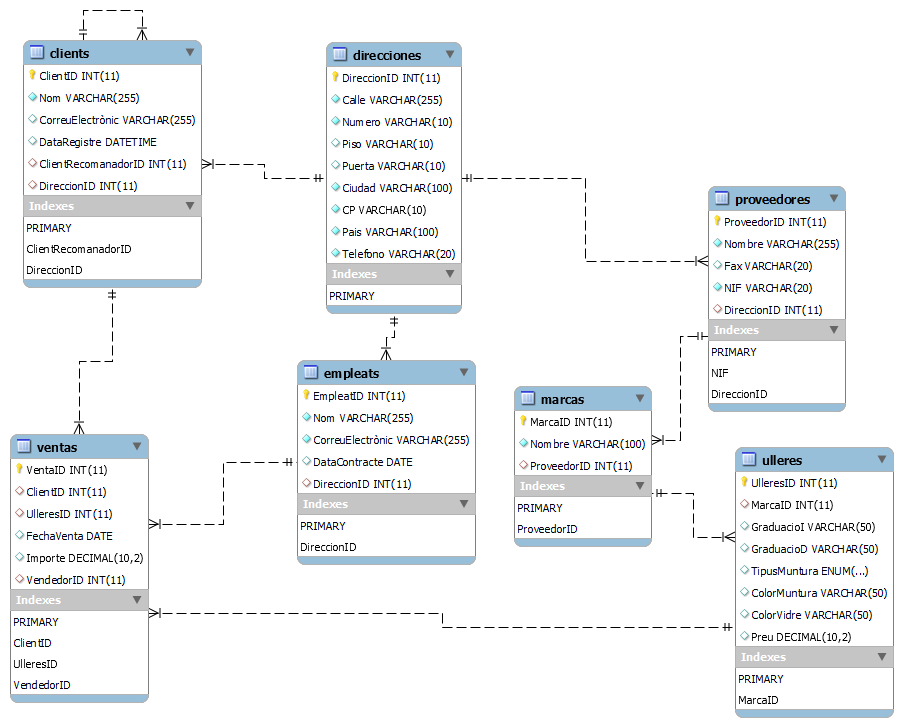 clients
ClientID INT(11)
Nom VARCHAR(255)
CorreuElectrònic VARCHAR(255)
DataRegistre DATETIME
ClientRecomanadorID INT(11)
DireccionID INT(11)
Indexes
PRIMARY
ClientRecomanadorID
DireccionID
direcciones
DireccionID INT(11)
Calle VARCHAR(255)
Numero VARCHAR(10)
Piso VARCHAR(10)
Puerta VARCHAR(10)
Ciudad VARCHAR(100)
CP VARCHAR(10)
Pais VARCHAR(100)
Telefono VARCHAR(20)
Indexes
PRIMARY
proveedores
ProveedorID INT(11)
Nombre VARCHAR(255)
Fax VARCHAR(20)
NIF VARCHAR(20)
DireccionID INT(11)
Indexes
PRIMARY
NIF
DireccionID
empleats
EmpleatID INT(11)
Nom VARCHAR(255)
CorreuElectrònic VARCHAR(255)
DataContracte DATE
DireccionID INT(11)
Indexes
PRIMARY
DireccionID
marcas
MarcaID INT(11)
Nombre VARCHAR(100)
ProveedorID INT(11)
Indexes
PRIMARY
ProveedorID
ventas
VentaID INT(11)
ClientID INT(11)
UlleresID INT(11)
FechaVenta DATE
Importe DECIMAL(10,2)
VendedorID INT(11)
Indexes
PRIMARY
ClientID
UlleresID
VendedorID
ulleres
UlleresID INT(11)
MarcaID INT(11)
GraduacioI VARCHAR(50)
GraduacioD VARCHAR(50)
TipusMuntura ENUM(...)
ColorMuntura VARCHAR(50)
ColorVidre VARCHAR(50)
Preu DECIMAL(10,2)
Indexes
PRIMARY
MarcaID